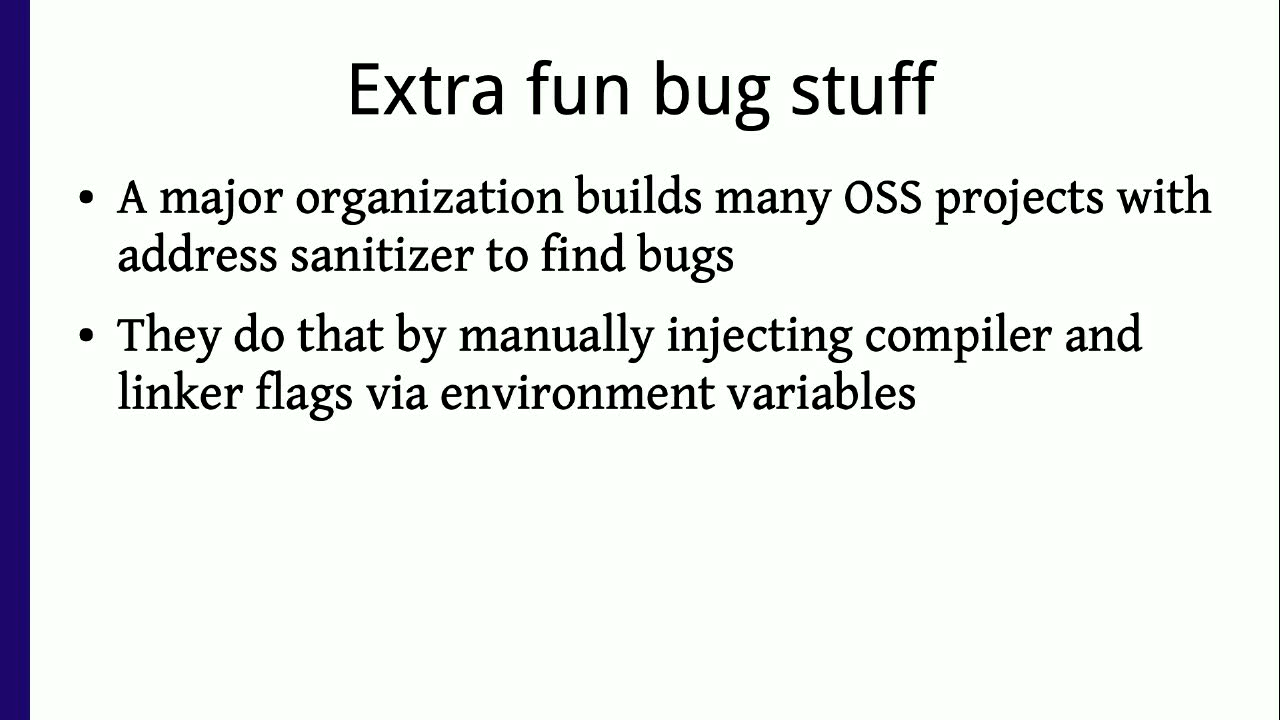 Extra fun bug stuff
• A major organization builds many OSS projects with
address sanitizer to find bugs
• They do that by manually injecting compiler and
linker flags via environment variables